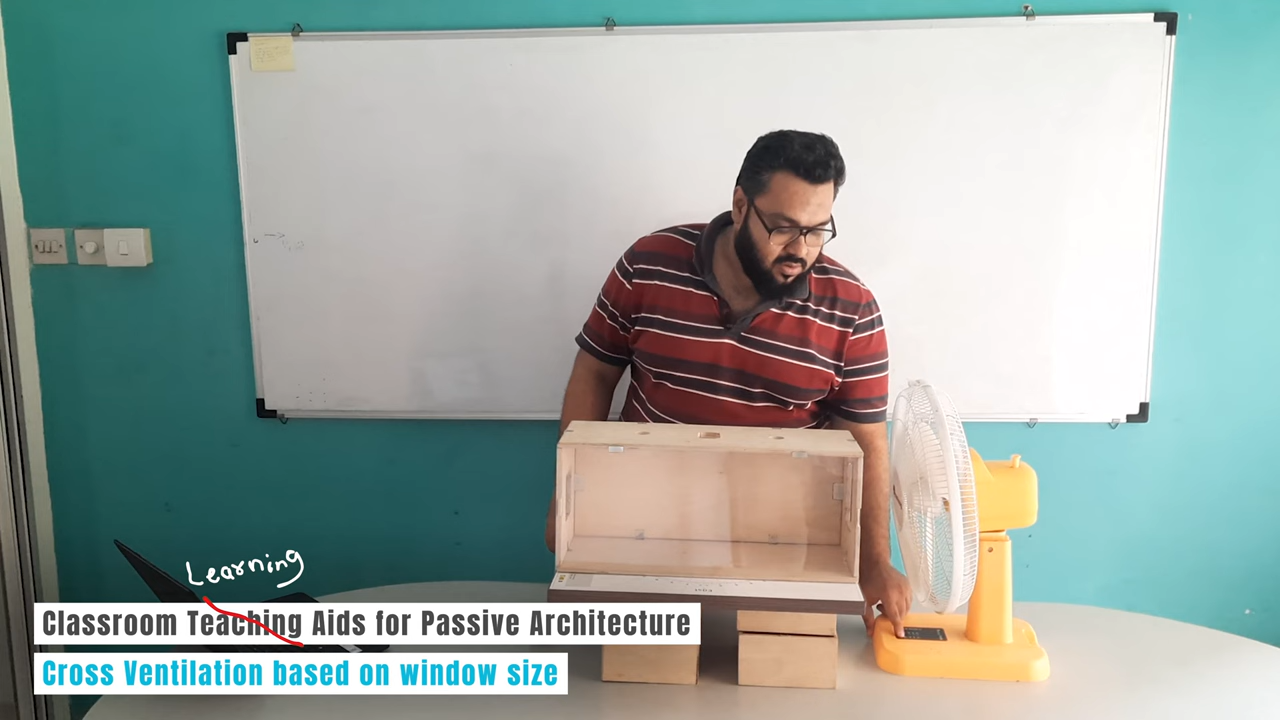 Learning
Classroom Teaching Aids for Passive Architecture
Cross Ventilation based on window size